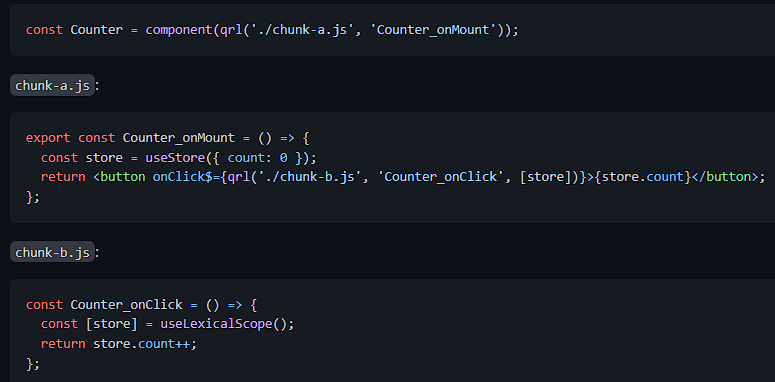 const Counter = component(qrl('./chunk-a.js', 'Counter_onMount'));
chunk-a.js:
export const Counter_onMount = () => {
  const store = useStore({ count: 0 });
  return <button onClick$={qrl('./chunk-b.js', 'Counter_onClick', [store])}>{store.count}</button>;
};
chunk-b.js:
const Counter_onClick = () => {
  const [store] = useLexicalScope();
  return store.count++;
};